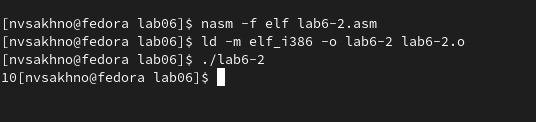 [nvsakhno@fedora lab06]$ nasm -f elf lab6-2.asm
[nvsakhno@fedora lab06]$ ld -m elf_i386 -o lab6-2 lab6-2.o
[nvsakhno@fedora lab06]$ ./lab6-2
10[nvsakhno@fedora lab06]$